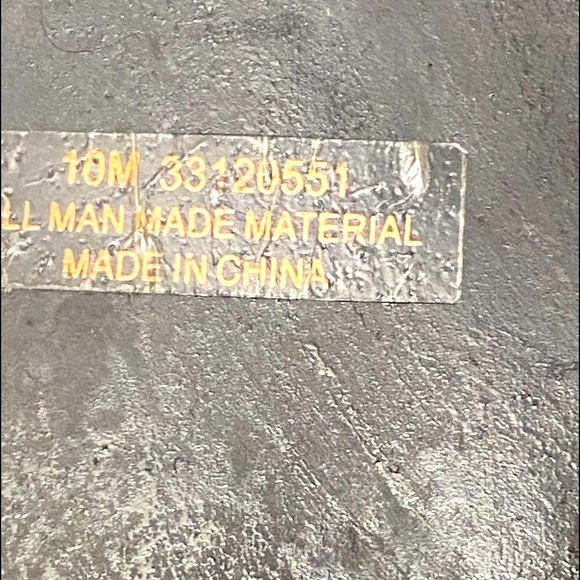 10M 33120551
LL MAN MADE MATERIAL
MADE IN CHINA